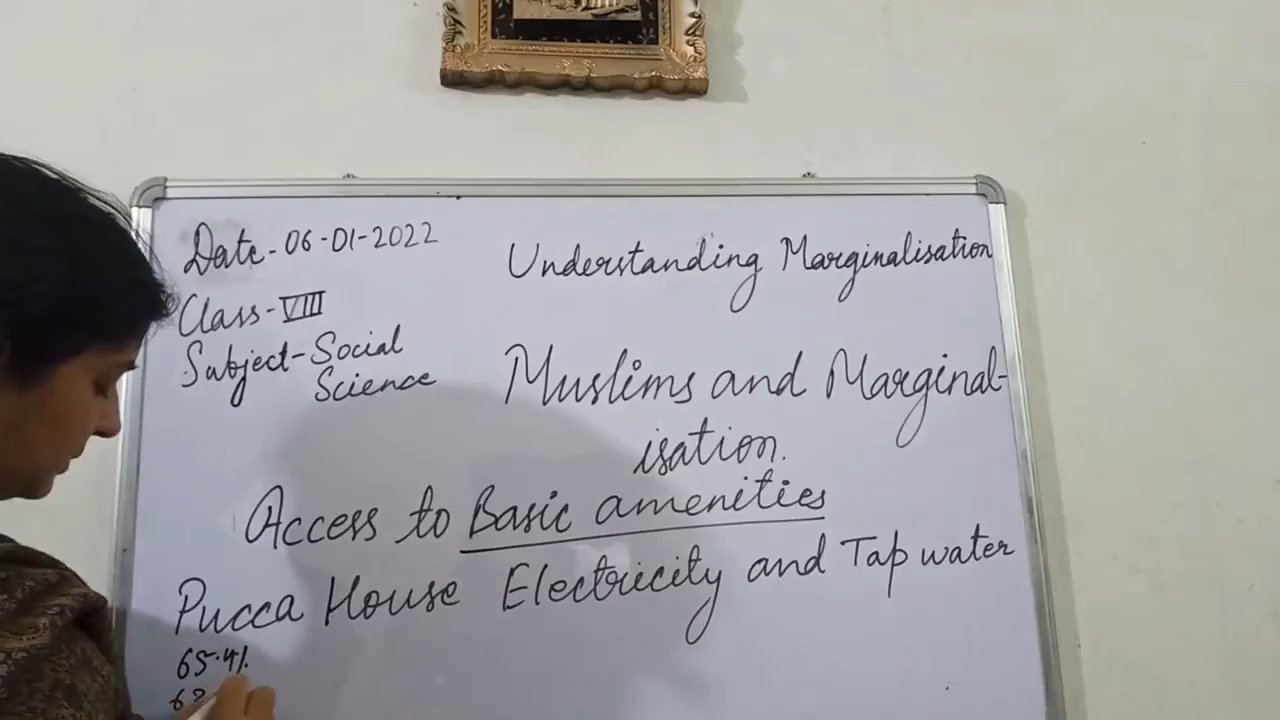 Date-06-01-2022
Understanding Marginalisation
Class-VIII
Subject-Social
Science
Muslims and Marginal-
isation.
Access to Basic amenities
Pucca House Electricity and Tap water
65.4%